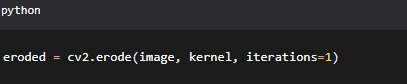 python
eroded = cv2.erode(image, kernel, iterations=1)